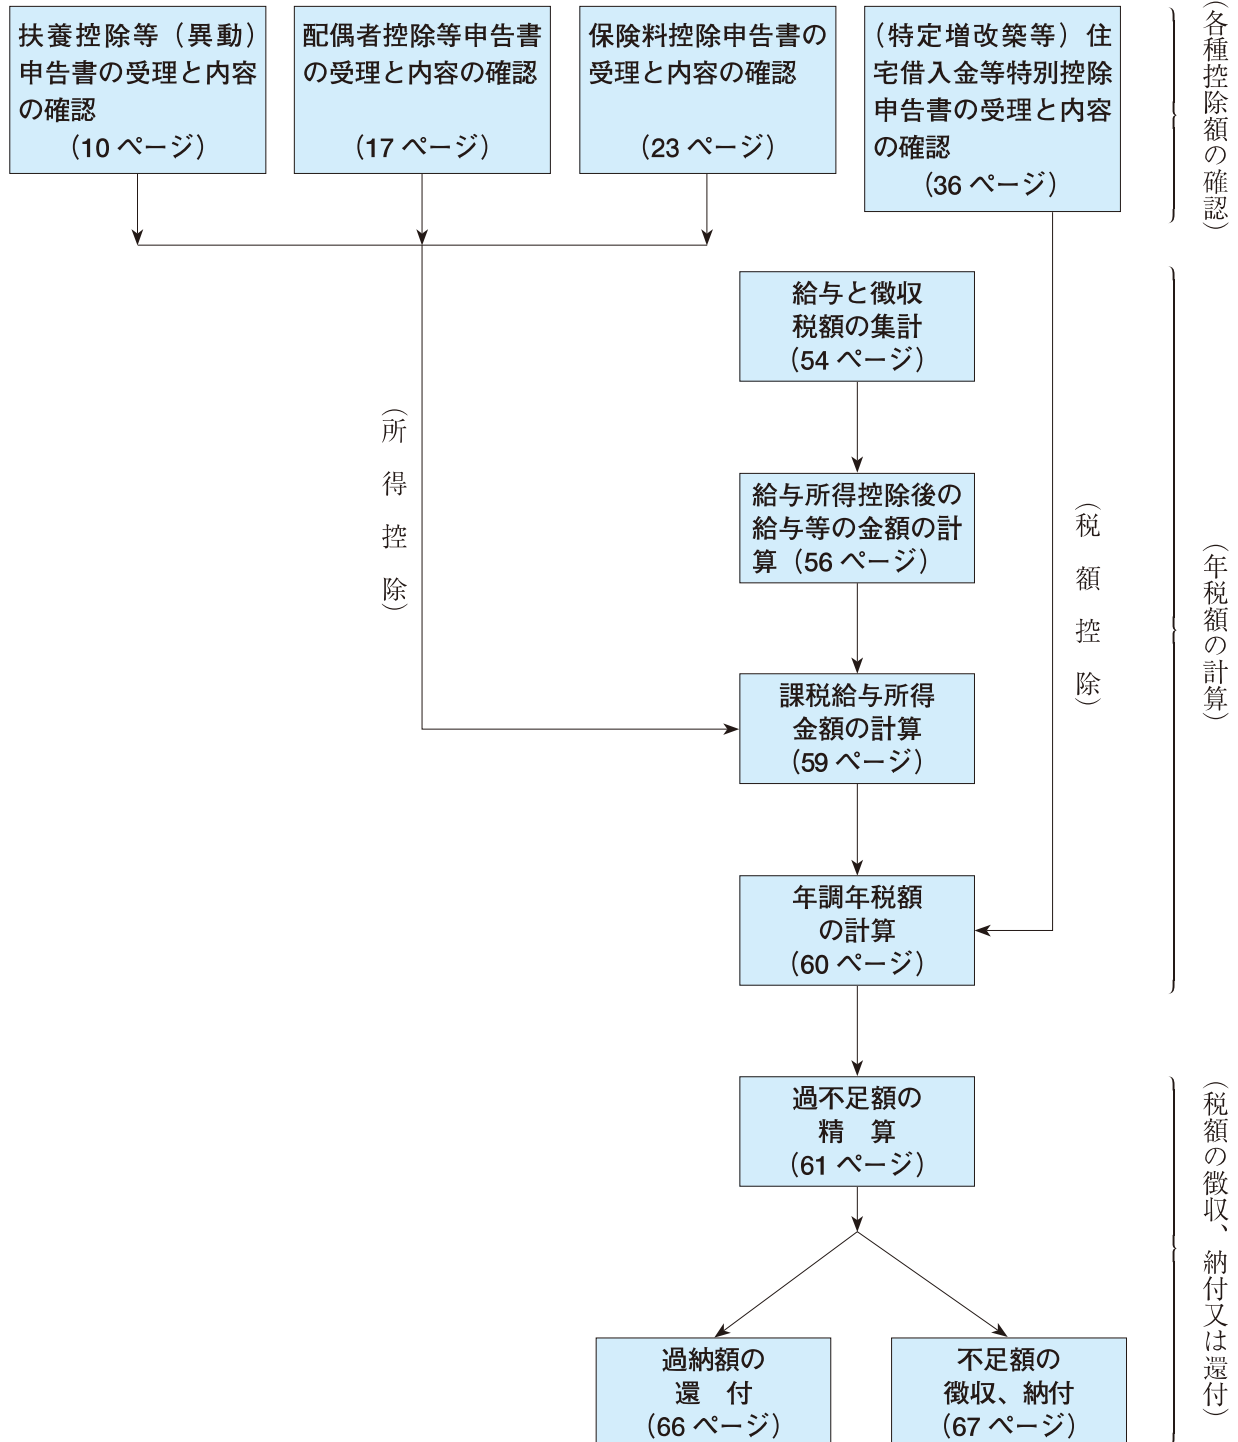 扶養控除等（異動）
申告書の受理と内容
の確認
（10 ページ）
配偶者控除等申告書
の受理と内容の確認
（17 ページ）
保険料控除申告書の
受理と内容の確認
（23 ページ）
（特定増改築等）住
宅借入金等特別控除
申告書の受理と内容
の確認
（36 ページ）
（各種控除額の確認）
給与と徴収
税額の集計
（54 ページ）
（所得控除）
給与所得控除後の
給与等の金額の計
算（56 ページ）
（税額控除）
（年税額の計算）
課税給与所得
金額の計算
（59 ページ）
年調年税額
の計算
（60 ページ）
過不足額の
精　算
（61 ページ）
（税額の徴収、納付又は還付）
過納額の
還　付
（66 ページ）
不足額の
徴収、納付
（67 ページ）